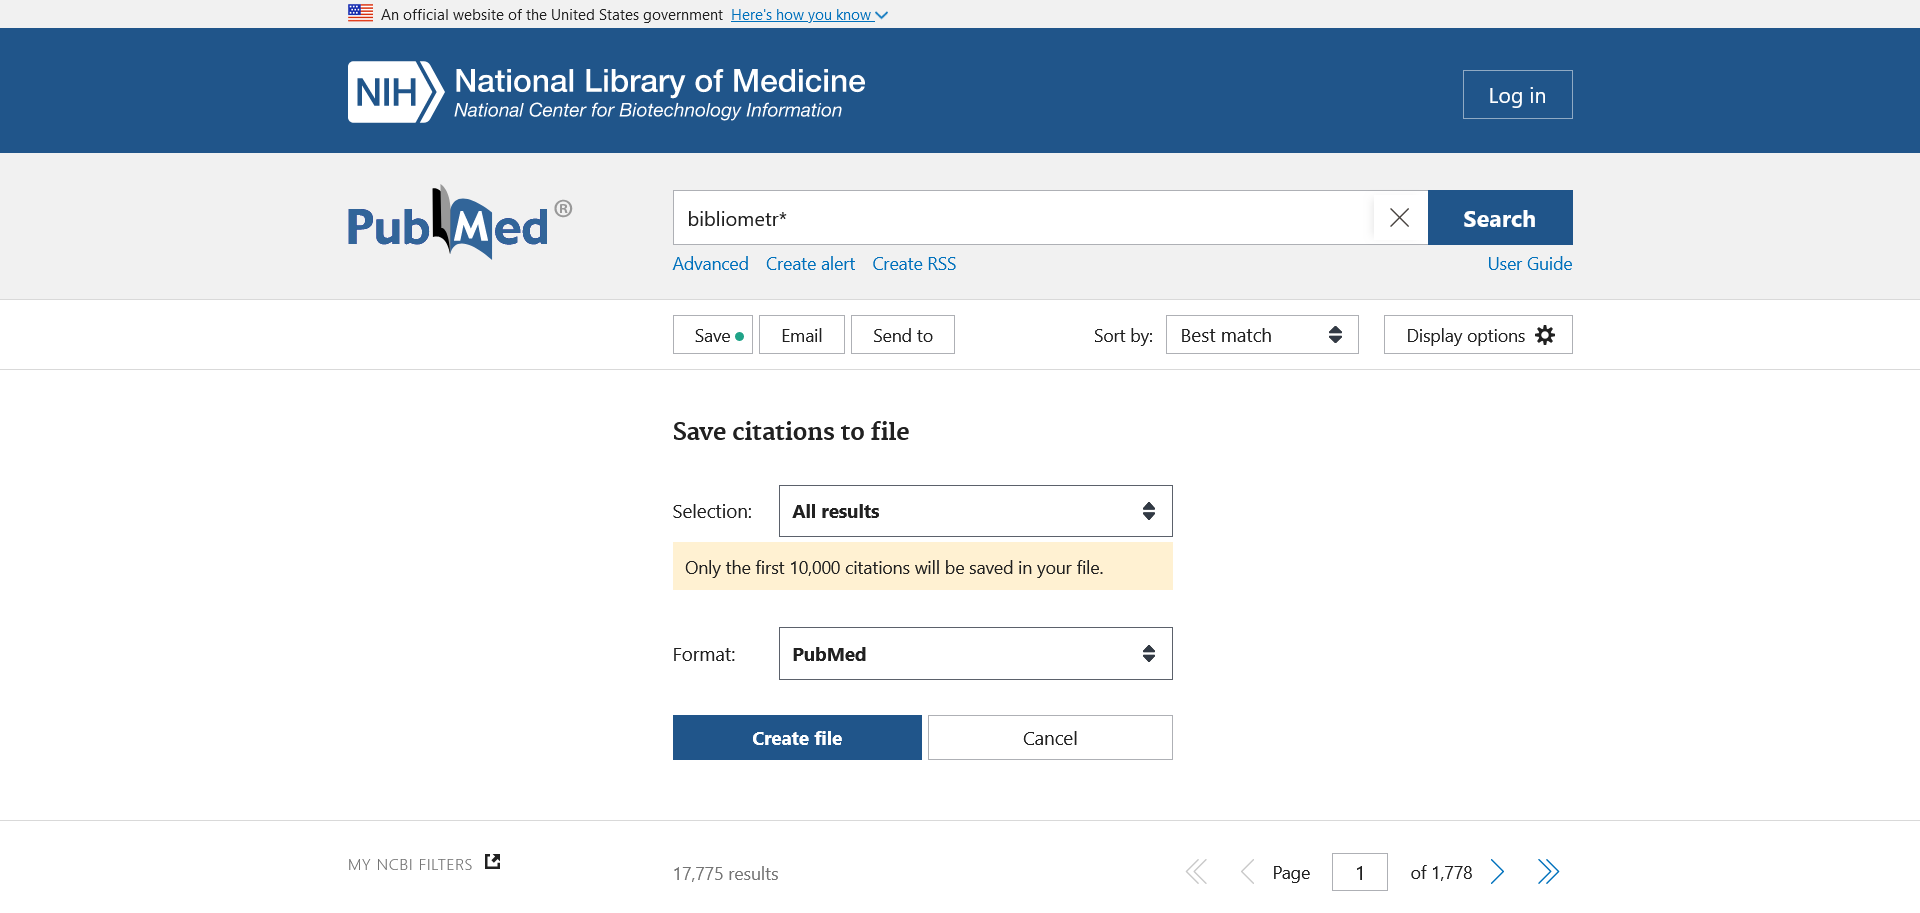 An official website of the United States government Here's how you know
NIH National Library of Medicine
National Center for Biotechnology Information
Log in
PubMed®
bibliometr*
Search
Advanced Create alert Create RSS User Guide
Save Email Send to Sort by: Best match Display options
Save citations to file
Selection: All results
Only the first 10,000 citations will be saved in your file.
Format: PubMed
Create file Cancel
MY NCBI FILTERS 17,775 results Page 1 of 1,778